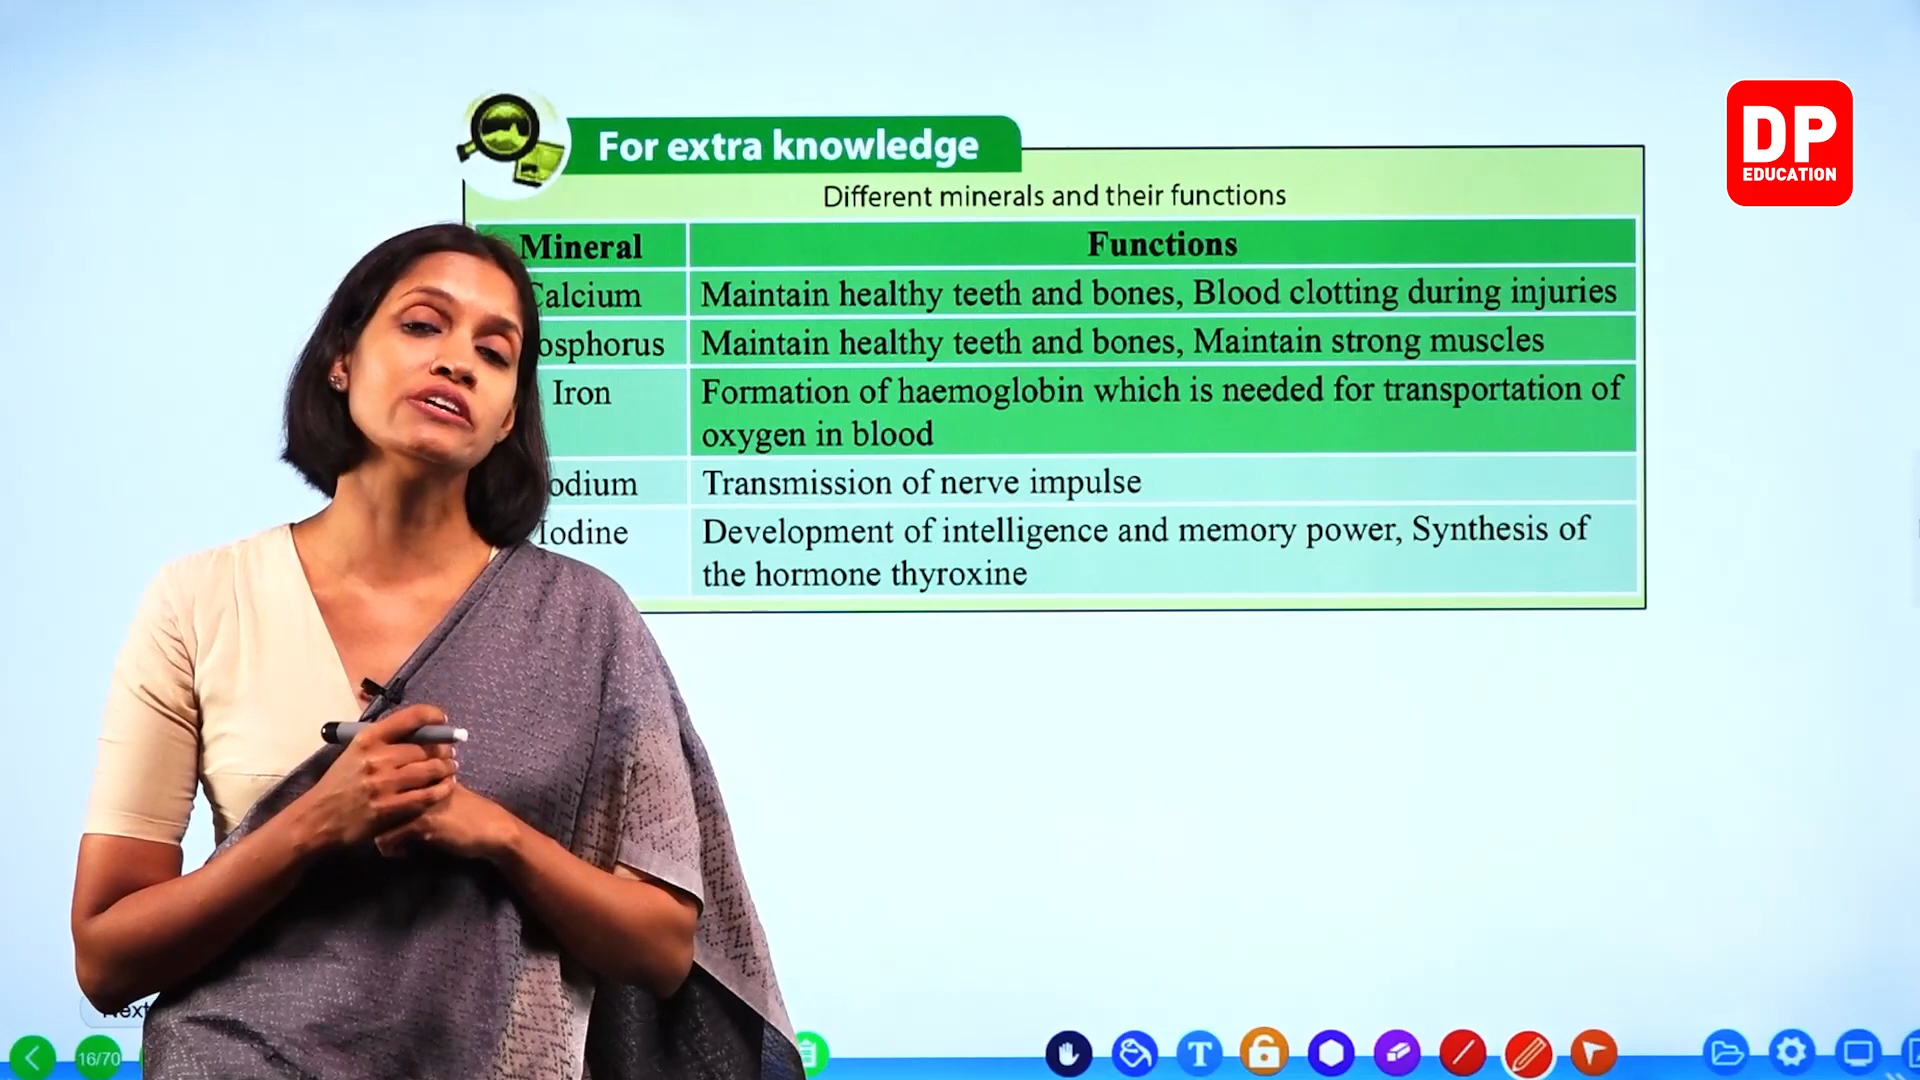 For extra knowledge
DP
EDUCATION
Different minerals and their functions
Mineral Functions
Calcium Maintain healthy teeth and bones, Blood clotting during injuries
osphorus Maintain healthy teeth and bones, Maintain strong muscles
Iron Formation of haemoglobin which is needed for transportation of
oxygen in blood
odium Transmission of nerve impulse
Iodine Development of intelligence and memory power, Synthesis of
the hormone thyroxine
Next
16/70
T